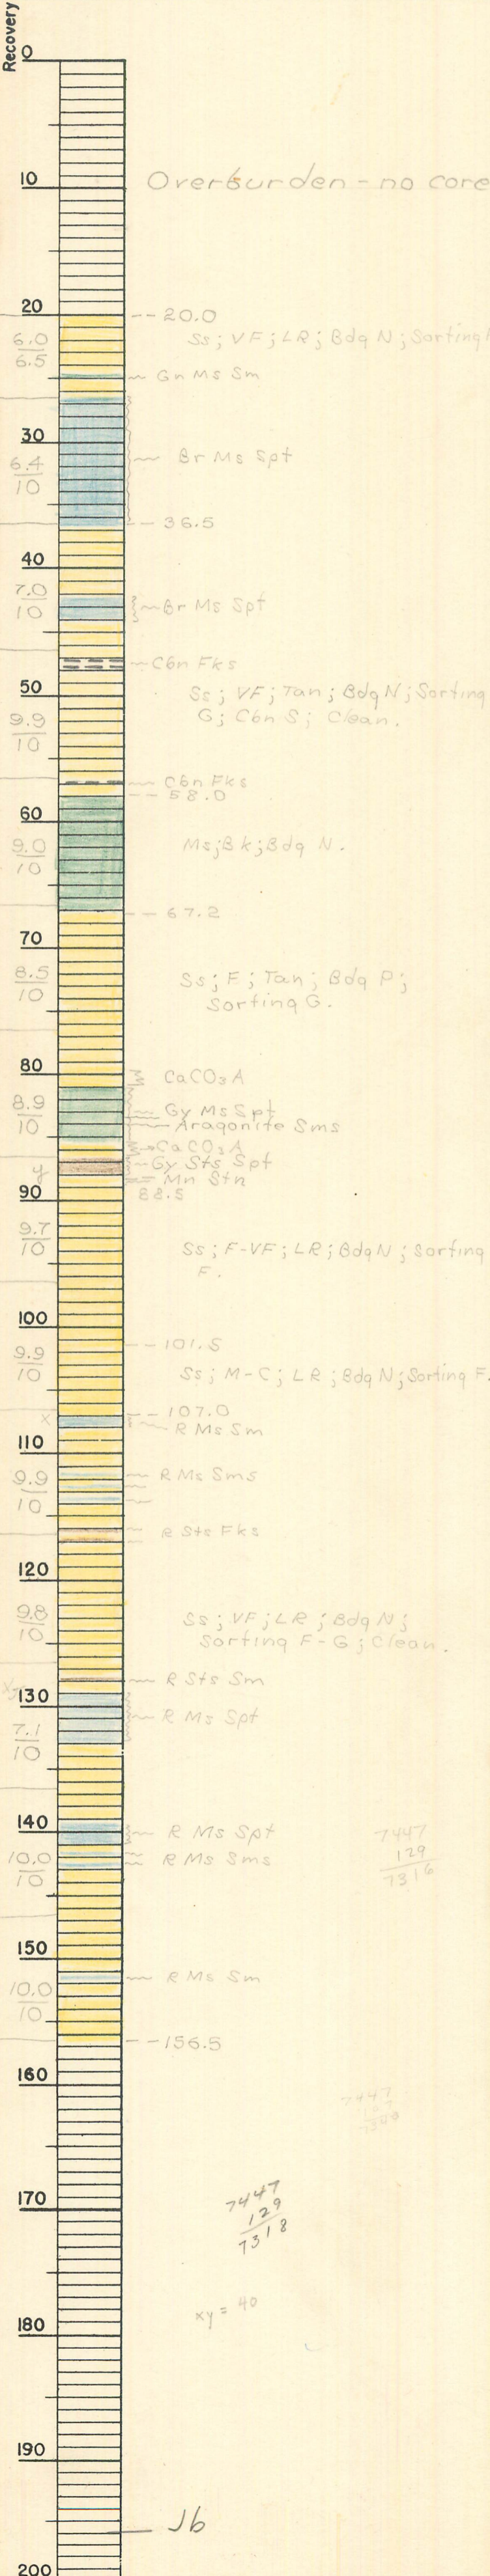 Recovery
0
10 Overburden - no core
20 --20.0
6.0
6.5
Ss; VF; LR; Bdg N; Sorting
Gn Ms Sm
30
6.4
10
Br Ms Spt
--36.5
40
7.0
10
Br Ms Spt
Cbn Fks
50
Ss; VF; Tan; Bdg N; Sorting
G; Cbn S; Clean.
9.9
10
Cbn Fks
--58.0
60
9.0
10
Ms; Bk; Bdg N.
--67.2
70
8.5
10
Ss; F; Tan; Bdg P;
Sorting G.
80
CaCO3 A
8.9
10
Gy Ms Spt
Aragonite Sms
CaCO3 A
Gy Sts Spt
Mn Stn
88.5
90
9.7
10
Ss; F-VF; LR; Bdg N; Sorting
F.
100
9.9
10
--101.5
Ss; M-C; LR; Bdg N; Sorting F.
--107.0
x
R Ms Sm
110
9.9
10
R Ms Sms
R Sts Fks
120
9.8
10
Ss; VF; LR; Bdg N;
Sorting F-G; Clean.
R Sts Sm
130
7.1
10
R Ms Spt
140
R Ms Spt
10.0
10
R Ms Sms
7447
129
7316
150
10.0
10
R Ms Sm
--156.5
160
7447
170
7447
129
7318
xy = 40
180
190
Jb
200